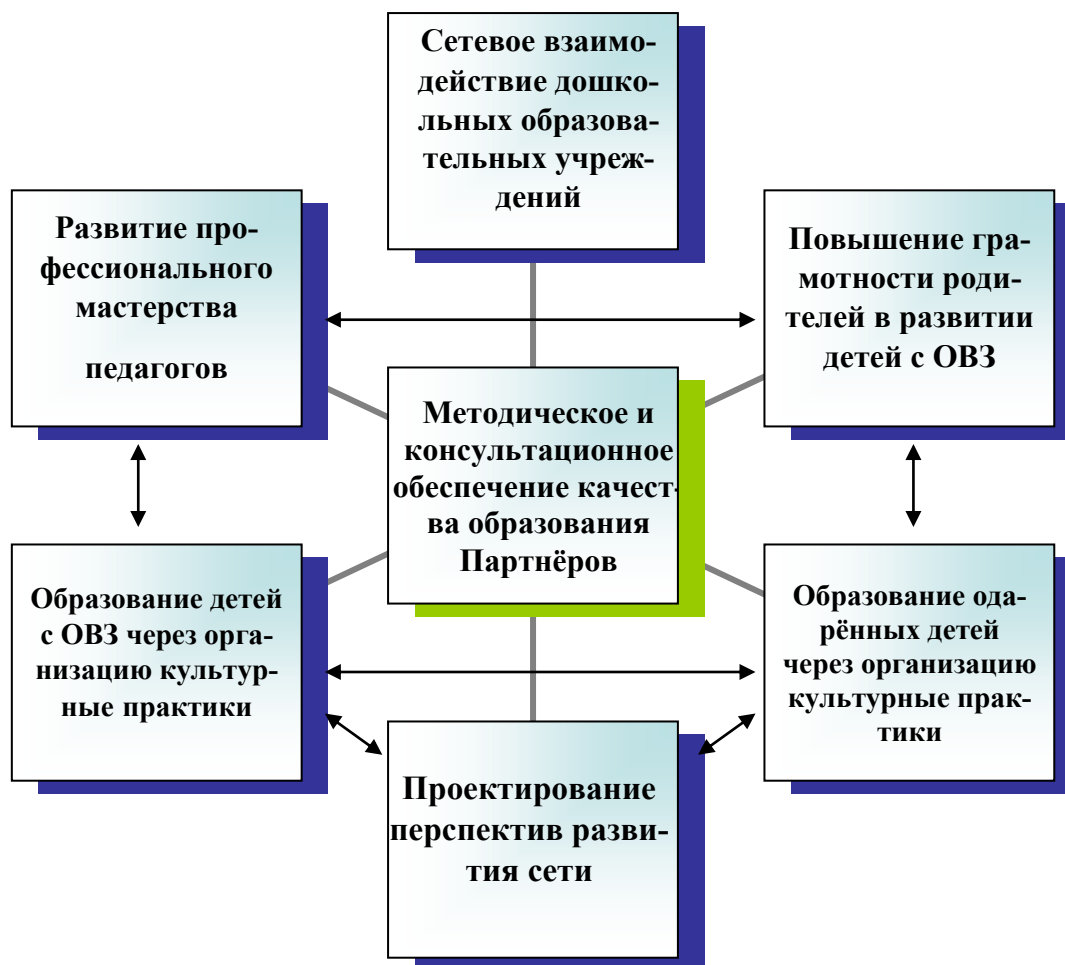 Сетевое взаимо-
действие дошко-
льных образова-
тельных учреж-
дений
Развитие про-
фессионального
мастерства
педагогов
Повышение гра-
мотности роди-
телей в развитии
детей с ОВЗ
Методическое и
консультационное
обеспечение качест-
ва образования
Партнёров
Образование детей
с ОВЗ через орга-
низацию культур-
ные практики
Образование ода-
рённых детей
через организацию
культурные прак-
тики
Проектирование
перспектив разви-
тия сети